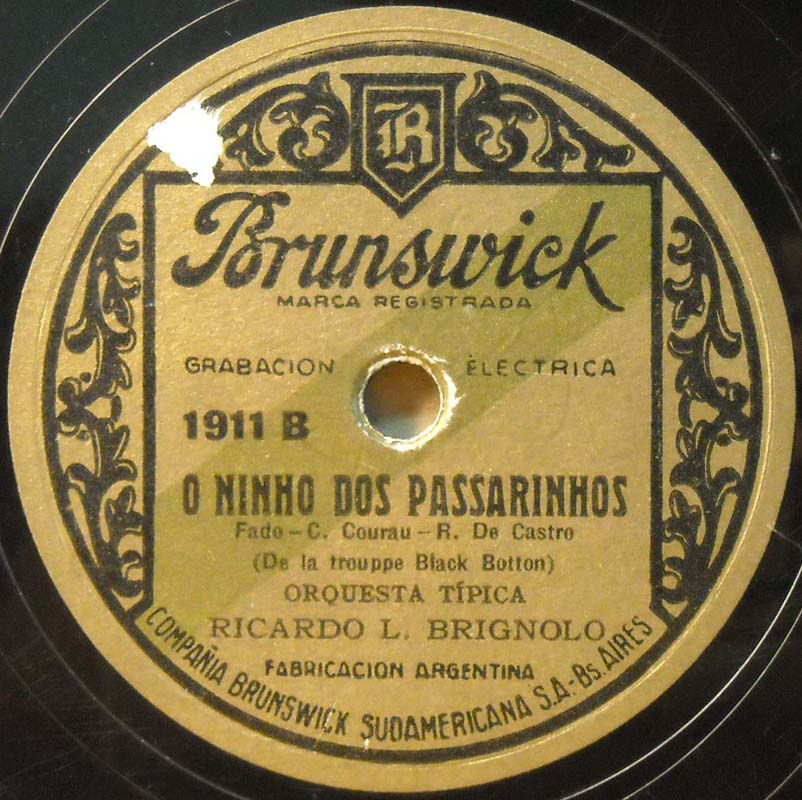 B
Brunswick
MARCA REGISTRADA
GRABACION ELECTRICA
1911 B
O NINHO DOS PASSARINHOS
Fado - C. Courau - R. De Castro
(De la trouppe Black Botton)
ORQUESTA TÍPICA
RICARDO L. BRIGNOLO
FABRICACION ARGENTINA
COMPAÑIA BRUNSWICK SUDAMERICANA S.A.- Bs. AIRES